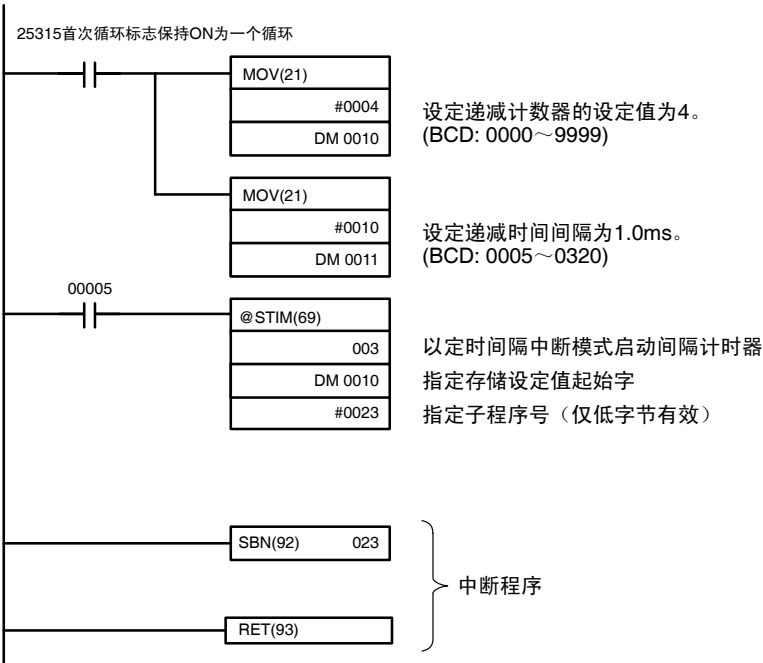 25315首次循环标志保持ON为一个循环
MOV(21)
#0004
DM 0010
设定递减计数器的设定值为4。
(BCD: 0000～9999)
MOV(21)
#0010
DM 0011
设定递减时间间隔为1.0ms。
(BCD: 0005～0320)
00005
@STIM(69)
003
以定时间隔中断模式启动间隔计时器
DM 0010
指定存储设定值起始字
#0023
指定子程序号（仅低字节有效）
SBN(92) 023
中断程序
RET(93)